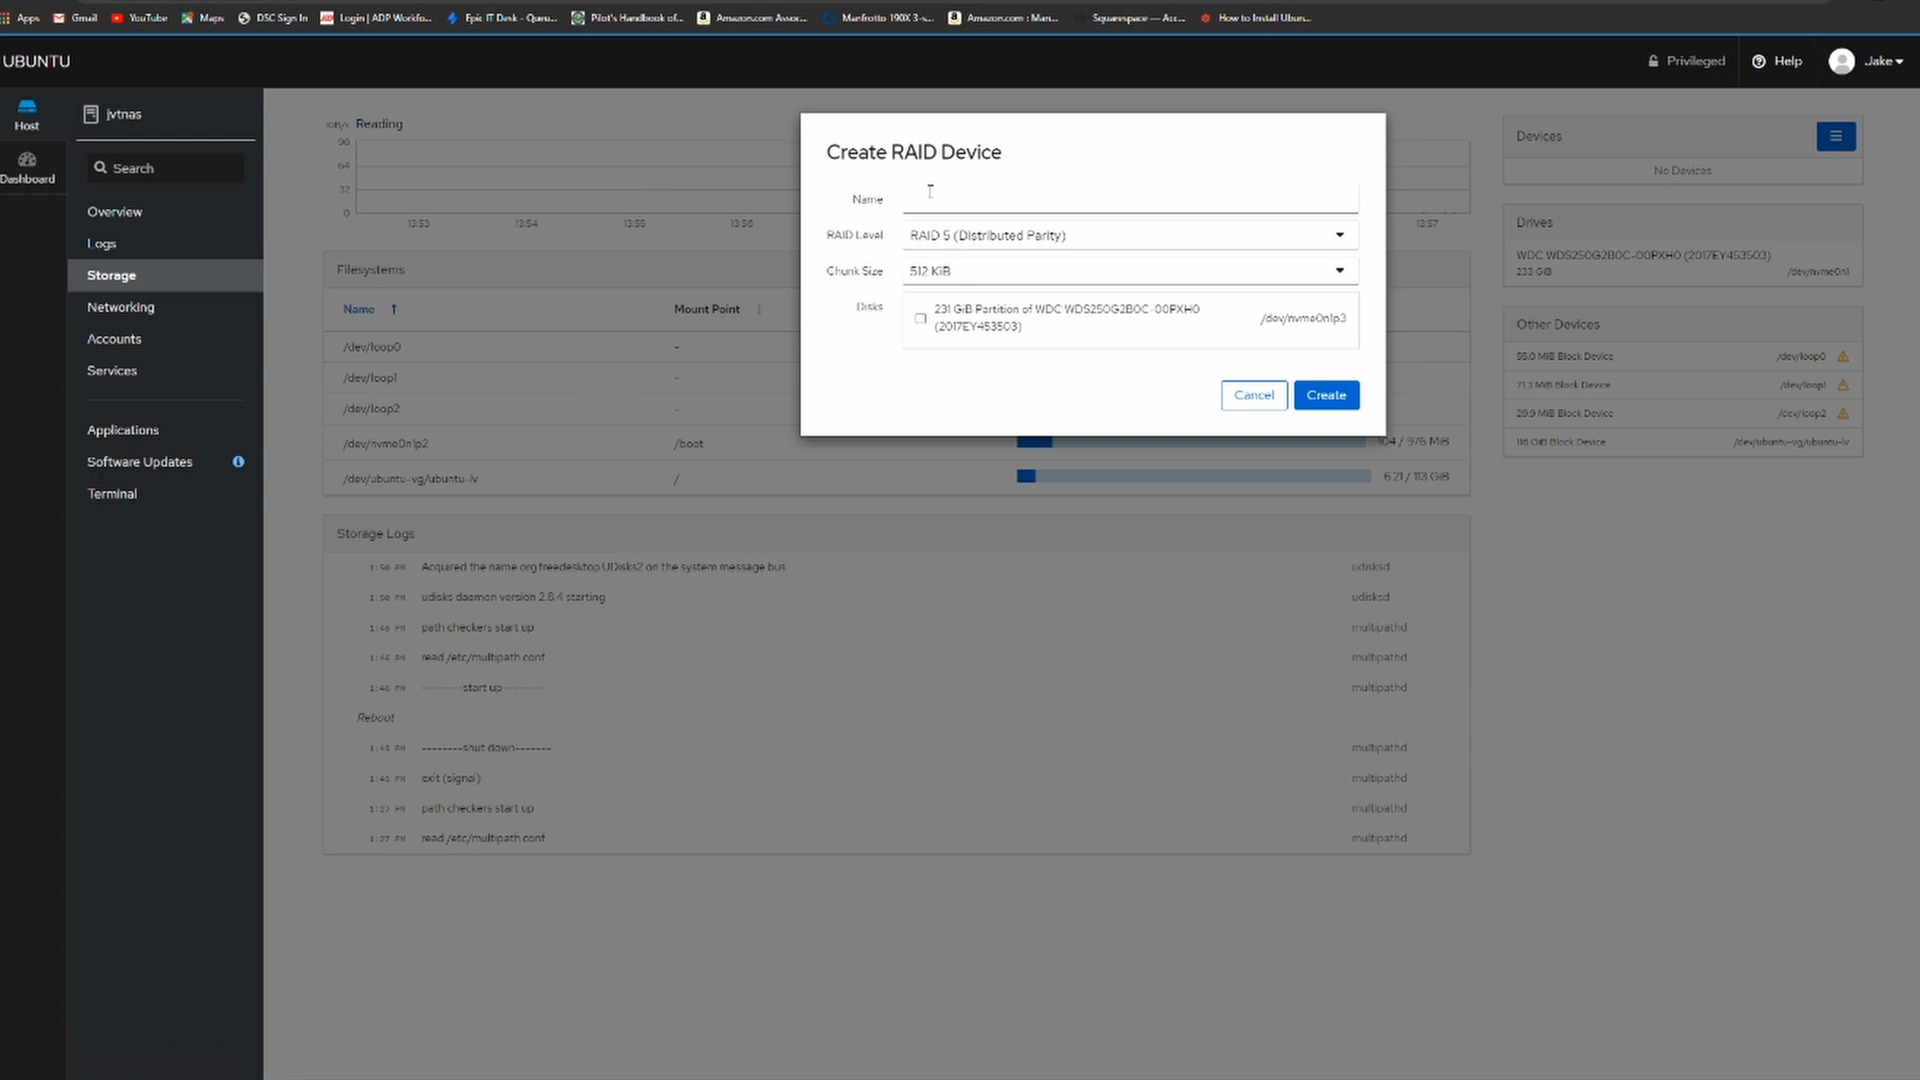 Apps Gmail YouTube Maps DSC Sign In Login | ADP Workfo... Epic IT Desk - Queu... Pilot's Handbook of... Amazon.com Assoc... Manfrotto 190X 3-s... Amazon.com : Man... Squarespace — Acc... How to Install Ubun...
UBUNTU
Privileged Help Jake
Host
Dashboard
jvtnas
Search
Overview
Logs
Storage
Networking
Accounts
Services
Applications
Software Updates
Terminal
KiB/s Reading
96
64
32
0
13:53 13:54 13:55 13:56 13:57
Filesystems
Name Mount Point
/dev/loop0 -
/dev/loop1 -
/dev/loop2 -
/dev/nvme0n1p2 /boot 104 / 976 MiB
/dev/ubuntu-vg/ubuntu-lv / 6.21 / 113 GiB
Storage Logs
1:50 PM Acquired the name org.freedesktop.UDisks2 on the system message bus udisksd
1:50 PM udisks daemon version 2.8.4 starting udisksd
1:46 PM path checkers start up multipathd
1:46 PM read /etc/multipath.conf multipathd
1:46 PM --------start up-------- multipathd
Reboot
1:45 PM --------shut down------- multipathd
1:45 PM exit (signal) multipathd
1:27 PM path checkers start up multipathd
1:27 PM read /etc/multipath.conf multipathd
Create RAID Device
Name
RAID Level RAID 5 (Distributed Parity)
Chunk Size 512 KiB
Disks 231 GiB Partition of WDC WDS250G2B0C-00PXH0
(2017EY453503) /dev/nvme0n1p3
Cancel Create
Devices
No Devices
Drives
WDC WDS250G2B0C-00PXH0 (2017EY453503)
233 GiB /dev/nvme0n1
Other Devices
55.0 MiB Block Device /dev/loop0
71.3 MiB Block Device /dev/loop1
29.9 MiB Block Device /dev/loop2
116 GiB Block Device /dev/ubuntu-vg/ubuntu-lv